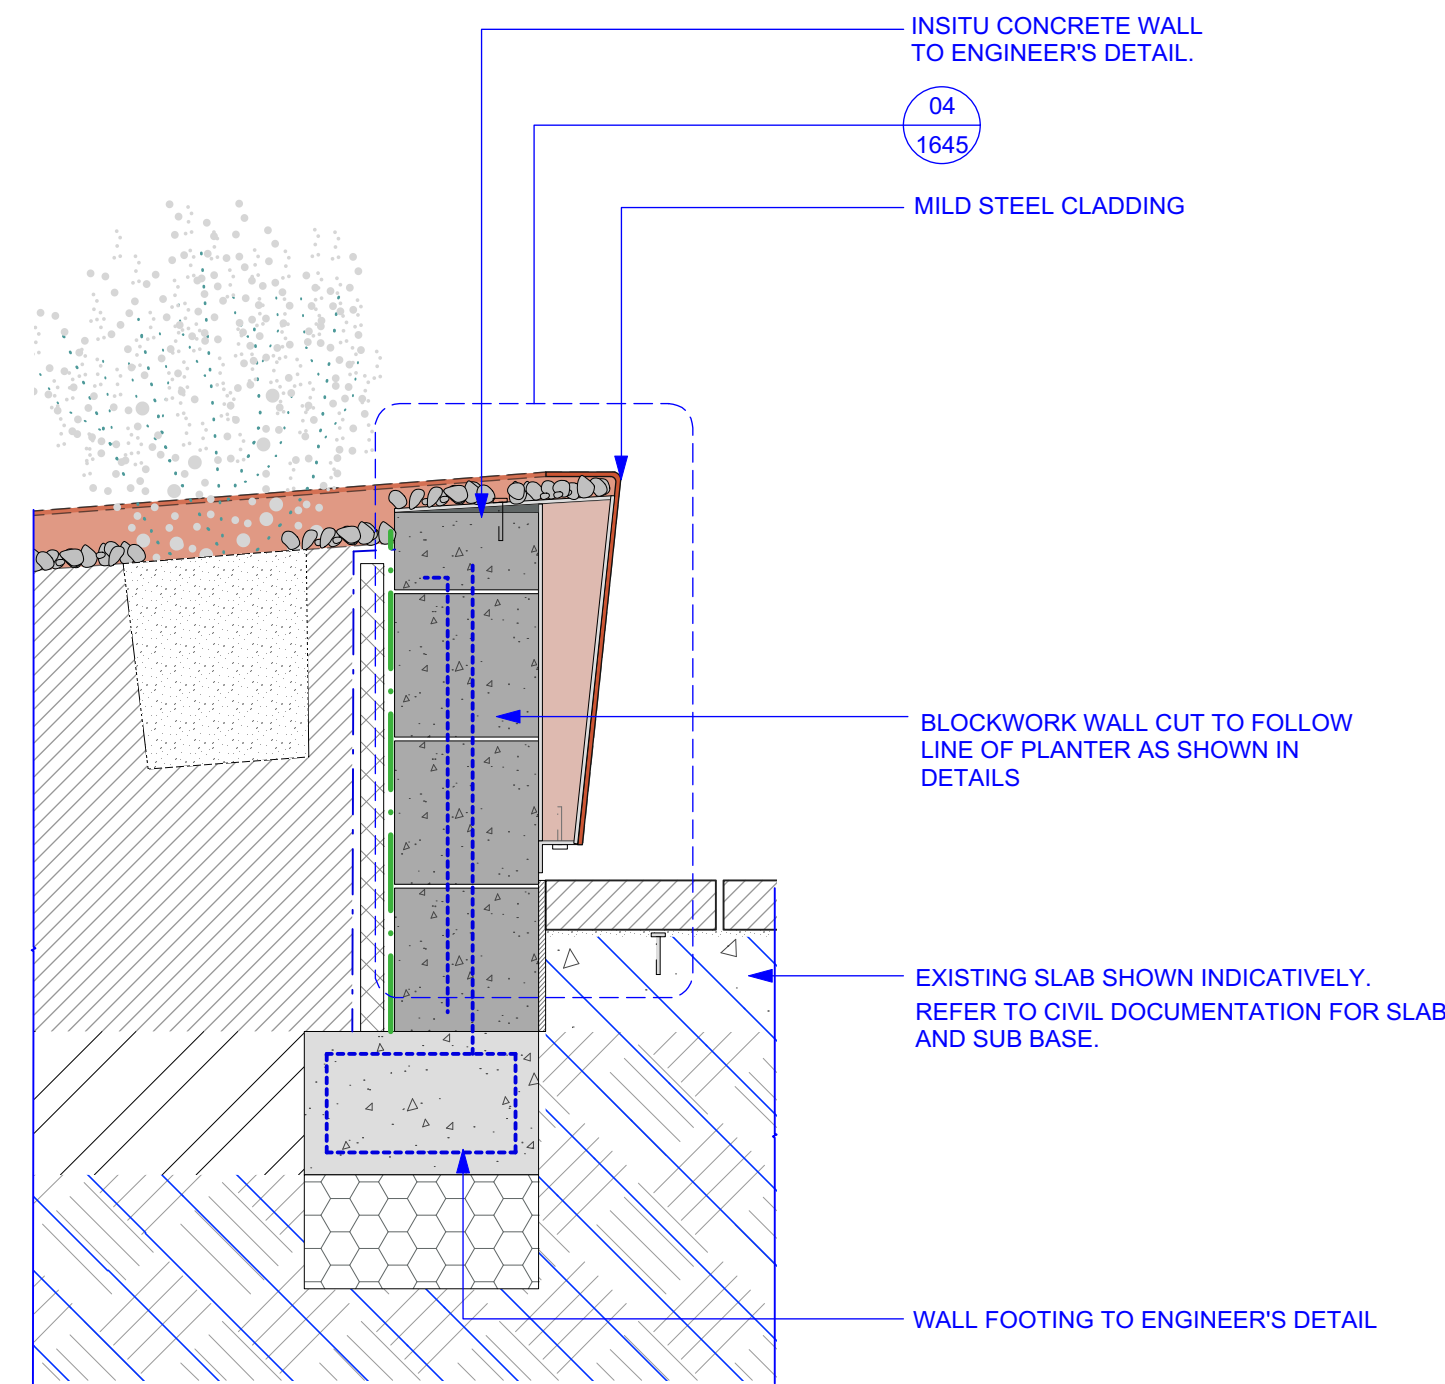 INSITU CONCRETE WALL
TO ENGINEER'S DETAIL.
04
1645
MILD STEEL CLADDING
BLOCKWORK WALL CUT TO FOLLOW
LINE OF PLANTER AS SHOWN IN
DETAILS
EXISTING SLAB SHOWN INDICATIVELY.
REFER TO CIVIL DOCUMENTATION FOR SLAB
AND SUB BASE.
WALL FOOTING TO ENGINEER'S DETAIL